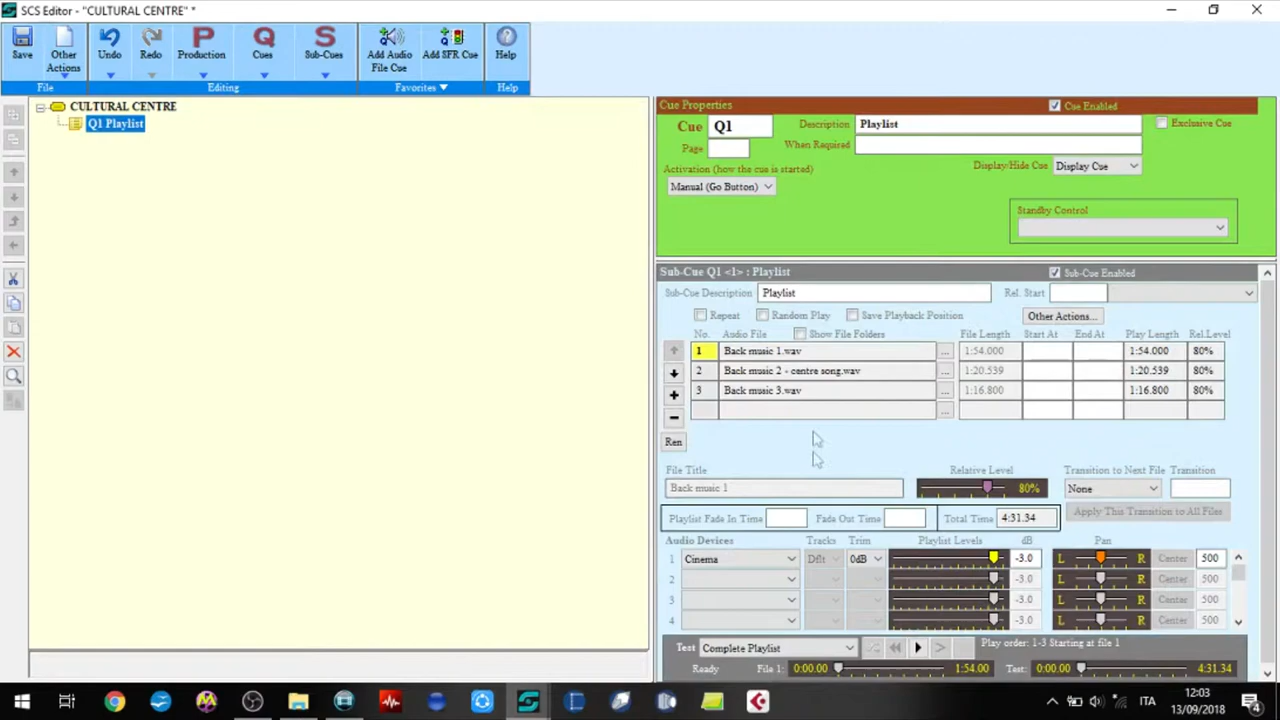 SCS Editor - "CULTURAL CENTRE" *
Save
Other Actions
Undo
Redo
Production
Cues
Sub-Cues
Add Audio File Cue
Add SFR Cue
Help
File
Editing
Favorites
Help
CULTURAL CENTRE
Q1 Playlist
Cue Properties
Cue Enabled
Cue Q1 Description Playlist Exclusive Cue
Page When Required
Activation (how the cue is started) Display/Hide Cue Display Cue
Manual (Go Button)
Standby Control
Sub-Cue Q1 <1> : Playlist Sub-Cue Enabled
Sub-Cue Description Playlist Rel. Start
Repeat Random Play Save Playback Position Other Actions...
No. Audio File Show File Folders File Length Start At End At Play Length Rel.Level
1 Back music 1.wav ... 1:54.000 1:54.000 80%
2 Back music 2 - centre song.wav ... 1:20.539 1:20.539 80%
3 Back music 3.wav ... 1:16.800 1:16.800 80%
...
Ren
File Title Relative Level Transition to Next File Transition
Back music 1 80% None
Playlist Fade In Time Fade Out Time Total Time 4:31.34 Apply This Transition to All Files
Audio Devices Tracks Trim Playlist Levels dB Pan
1 Cinema Dflt 0dB -3.0 L R Center 500
2 -3.0 L R Center 500
3 -3.0 L R Center 500
4 -3.0 L R Center 500
Test Complete Playlist Play order: 1-3 Starting at file 1
Ready File 1: 0:00.00 1:54.00 Test: 0:00.00 4:31.34
ITA
12:03
13/09/2018
4